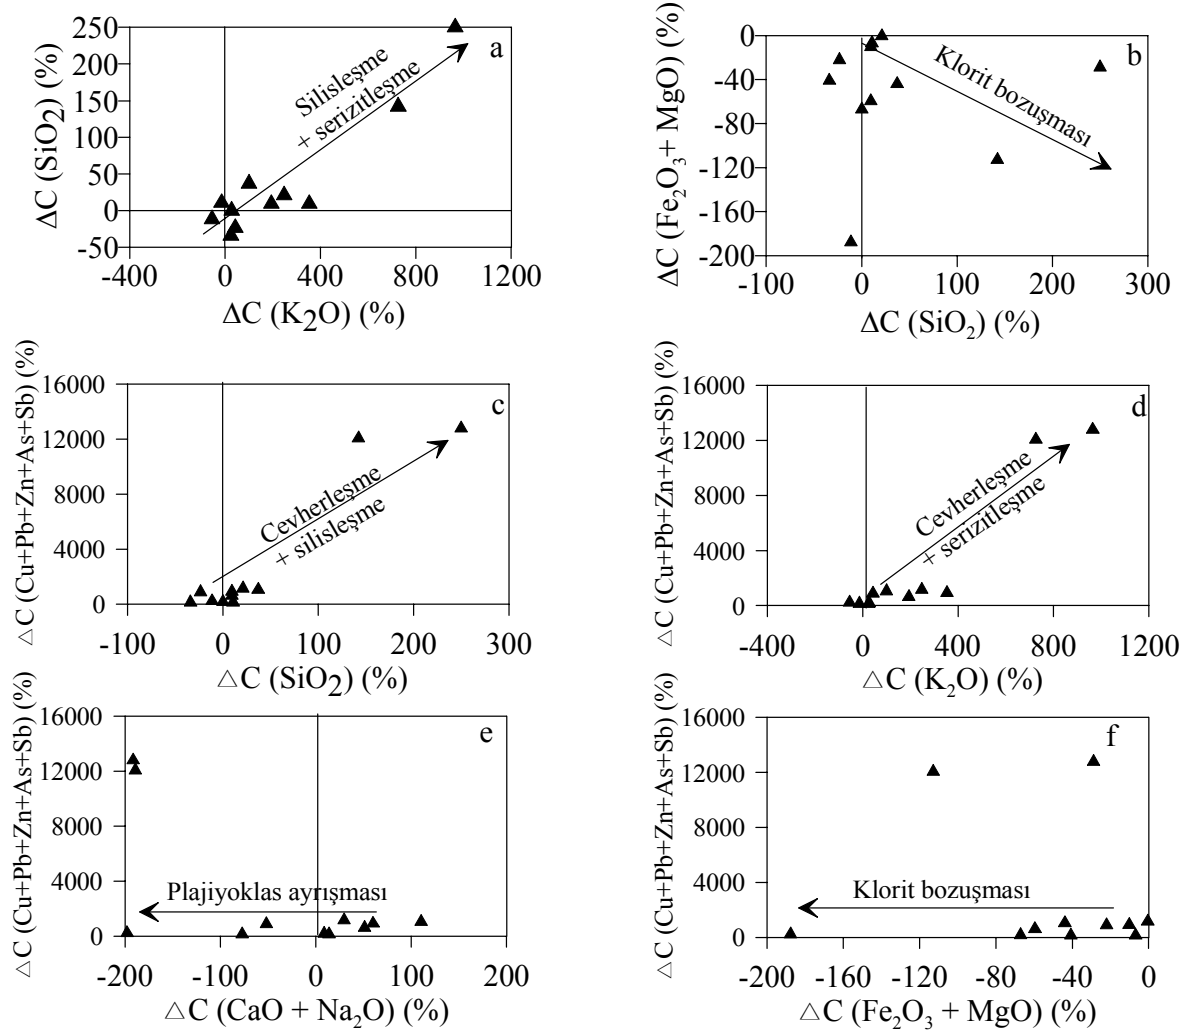 250
200
150
100
50
0
-50
ΔC (SiO2) (%)
-400
0
400
800
1200
ΔC (K2O) (%)
a
Silisleşme
+ serizitleşme
0
-40
-80
-120
-160
-200
ΔC (Fe2O3 + MgO) (%)
-100
0
100
200
300
ΔC (SiO2) (%)
b
Klorit bozuşması
16000
12000
8000
4000
0
△C (Cu+Pb+Zn+As+Sb) (%)
-100
0
100
200
300
△C (SiO2) (%)
c
Cevherleşme
+ silisleşme
16000
12000
8000
4000
0
△C (Cu+Pb+Zn+As+Sb) (%)
-400
0
400
800
1200
△C (K2O) (%)
d
Cevherleşme
+ serızitleşme
16000
12000
8000
4000
0
△C (Cu+Pb+Zn+As+Sb) (%)
-200
-100
0
100
200
△C (CaO + Na2O) (%)
e
Plajiyoklas ayrışması
16000
12000
8000
4000
0
△C (Cu+Pb+Zn+As+Sb) (%)
-200
-160
-120
-80
-40
0
△C (Fe2O3 + MgO) (%)
f
Klorit bozuşması